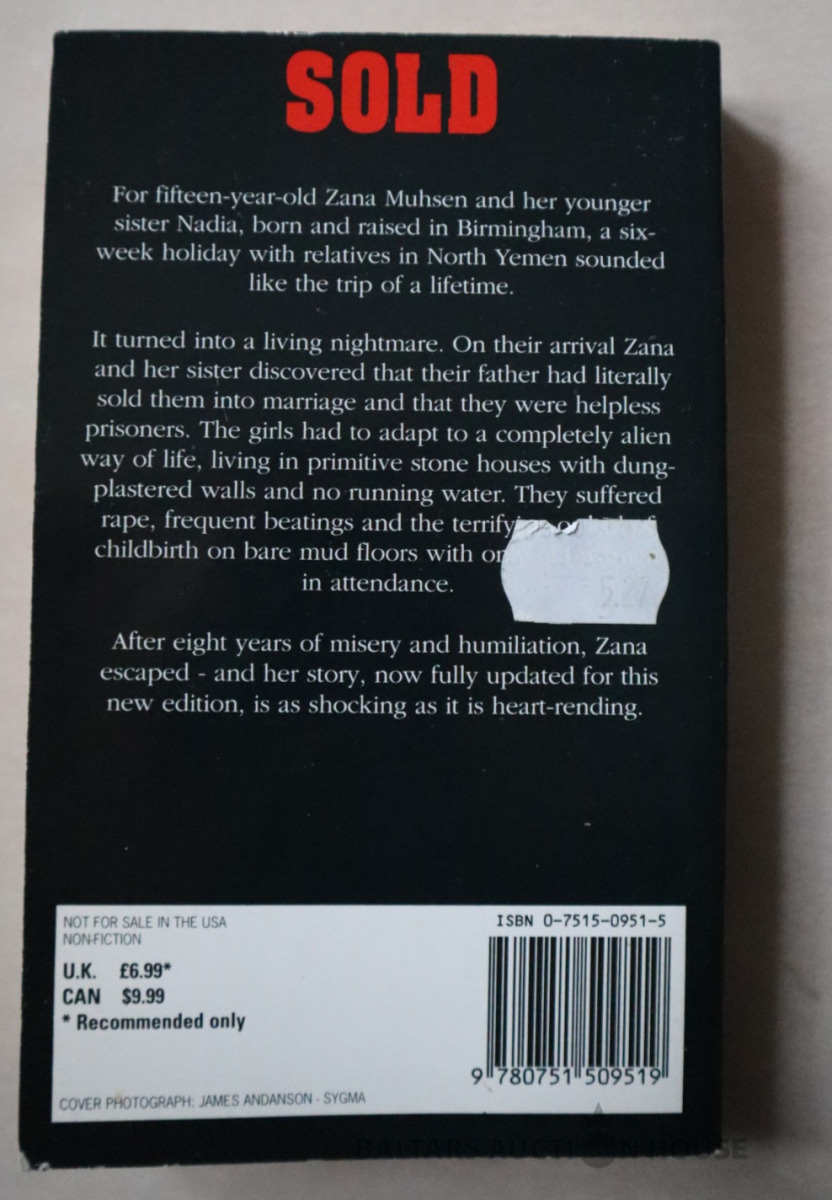 SOLD
For fifteen-year-old Zana Muhsen and her younger
sister Nadia, born and raised in Birmingham, a six-
week holiday with relatives in North Yemen sounded
like the trip of a lifetime.
It turned into a living nightmare. On their arrival Zana
and her sister discovered that their father had literally
sold them into marriage and that they were helpless
prisoners. The girls had to adapt to a completely alien
way of life, living in primitive stone houses with dung-
plastered walls and no running water. They suffered
rape, frequent beatings and the
childbirth on bare mud floors with
in attendance.
After eight years of misery and humiliation, Zana
escaped - and her story, now fully updated for this
new edition, is as shocking as it is heart-rending.
NOT FOR SALE IN THE USA
NON-FICTION
U.K. £6.99*
CAN $9.99
* Recommended only
COVER PHOTOGRAPH: JAMES ANDANSON - SYGMA
ISBN 0-7515-0951-5
9 780751 509519
BALTARS AUCTION HOUSE